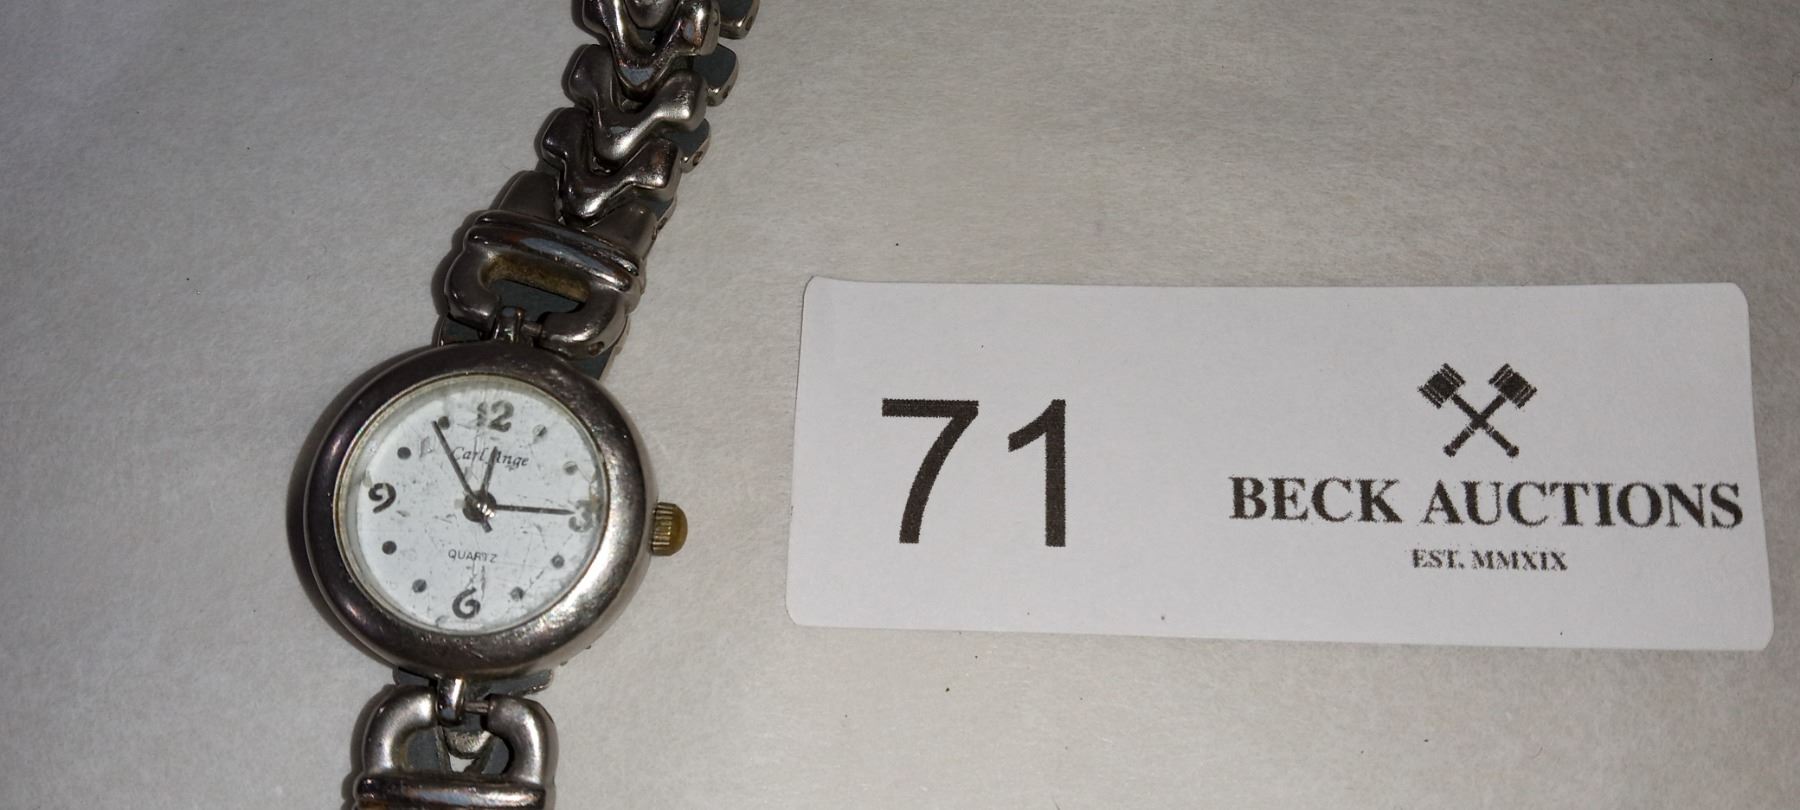 12
Carl Ange
9
3
QUARTZ
6
71
BECK AUCTIONS
EST. MMXIX